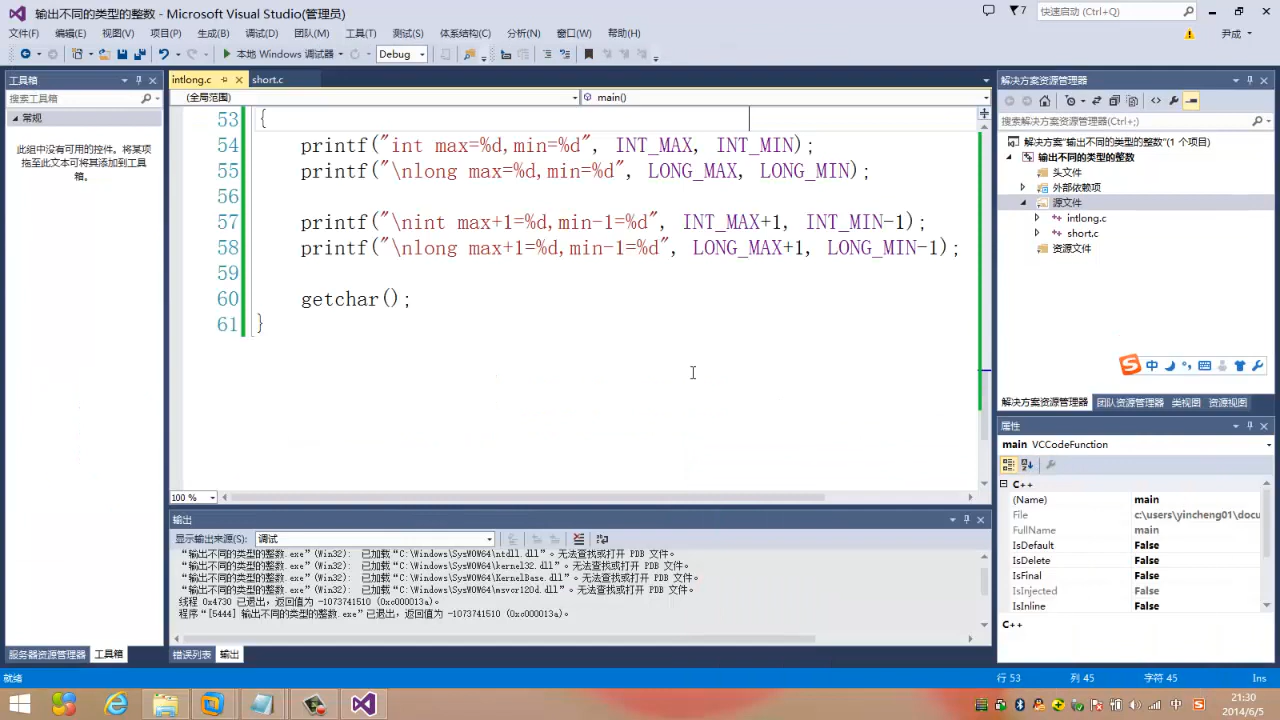 输出不同的类型的整数 - Microsoft Visual Studio(管理员)
7
快速启动 (Ctrl+Q)
文件(F) 编辑(E) 视图(V) 项目(P) 生成(B) 调试(D) 团队(M) 工具(T) 测试(S) 体系结构(C) 分析(N) 窗口(W) 帮助(H)
尹成
本地 Windows 调试器 Debug
工具箱
搜索工具箱
常规
此组中没有可用的控件。将某项
拖至此文本可将其添加到工具
箱。
服务器资源管理器 工具箱
intlong.c short.c
(全局范围) main()
53 {
54 printf("int max=%d,min=%d", INT_MAX, INT_MIN);
55 printf("\nlong max=%d,min=%d", LONG_MAX, LONG_MIN);
56
57 printf("\nint max+1=%d,min-1=%d", INT_MAX+1, INT_MIN-1);
58 printf("\nlong max+1=%d,min-1=%d", LONG_MAX+1, LONG_MIN-1);
59
60 getchar();
61 }
100 %
输出
显示输出来源(S): 调试
“输出不同的类型的整数.exe”(Win32): 已加载“C:\Windows\SysWOW64\ntdll.dll”。无法查找或打开 PDB 文件。
“输出不同的类型的整数.exe”(Win32): 已加载“C:\Windows\SysWOW64\kernel32.dll”。无法查找或打开 PDB 文件。
“输出不同的类型的整数.exe”(Win32): 已加载“C:\Windows\SysWOW64\KernelBase.dll”。无法查找或打开 PDB 文件。
“输出不同的类型的整数.exe”(Win32): 已加载“C:\Windows\SysWOW64\msvcr120d.dll”。无法查找或打开 PDB 文件。
线程 0x4730 已退出，返回值为 -1073741510 (0xc000013a)。
程序“[5444] 输出不同的类型的整数.exe”已退出，返回值为 -1073741510 (0xc000013a)。
错误列表 输出
解决方案资源管理器
搜索解决方案资源管理器(Ctrl+;)
解决方案“输出不同的类型的整数”(1 个项目)
输出不同的类型的整数
头文件
外部依赖项
源文件
intlong.c
short.c
资源文件
中
解决方案资源管理器 团队资源管理器 类视图 资源视图
属性
main VCCodeFunction
C++
(Name) main
File c:\users\yincheng01\docu
FullName main
IsDefault False
IsDelete False
IsFinal False
IsInjected False
IsInline False
C++
就绪 行 53 列 45 字符 45 Ins
中
21:30
2014/6/5